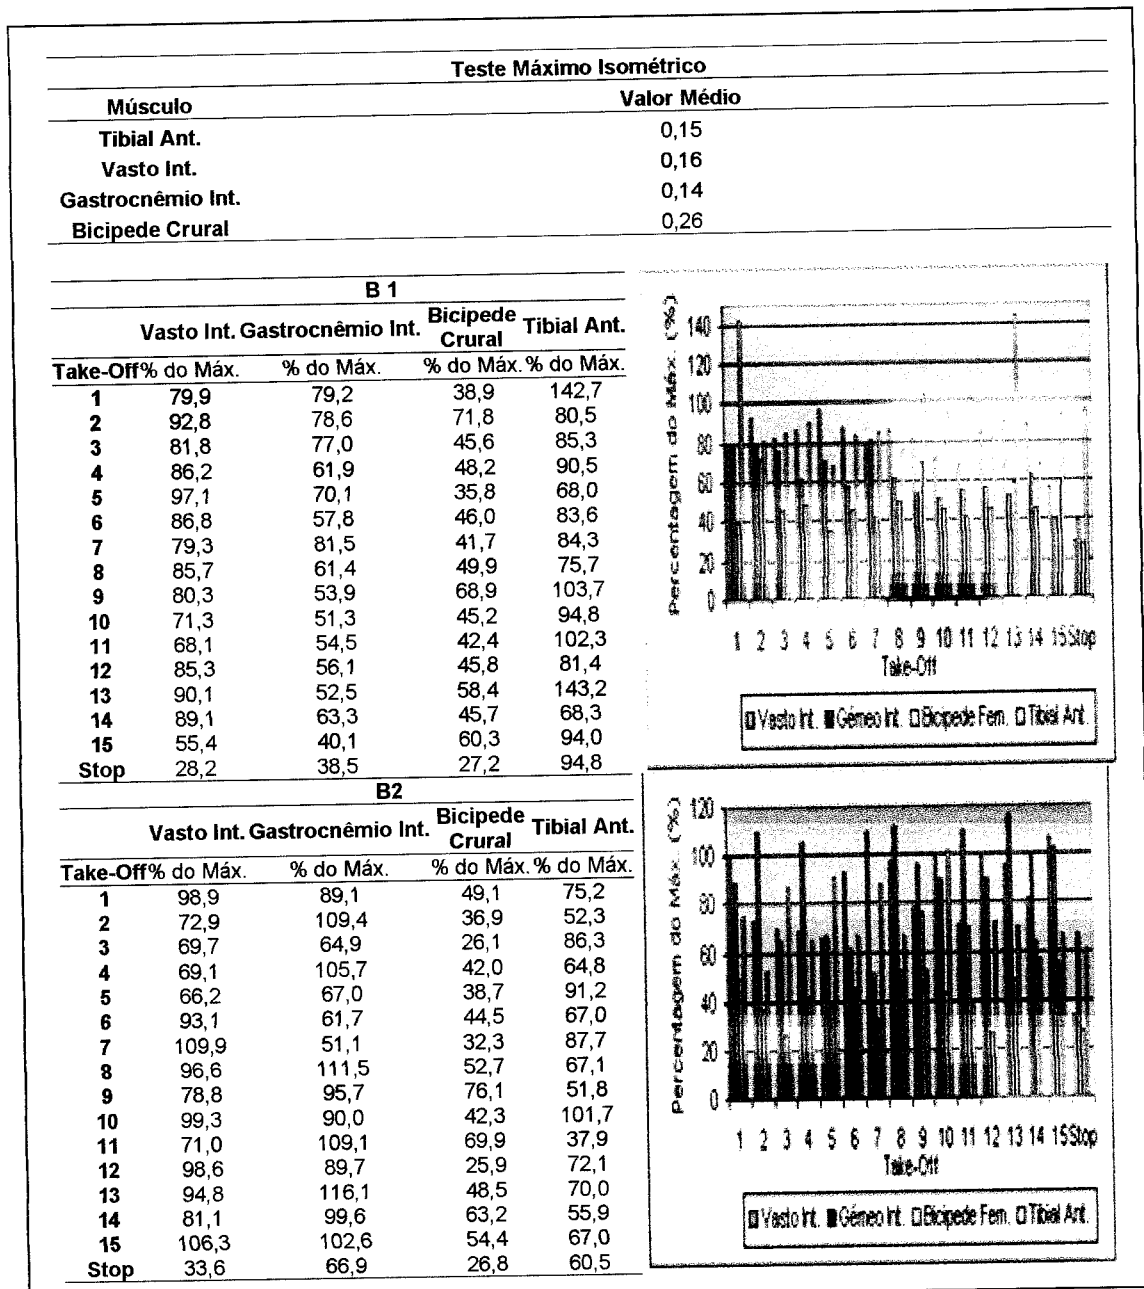 Teste Máximo Isométrico
Músculo Valor Médio
Tibial Ant. 0,15
Vasto Int. 0,16
Gastrocnêmio Int. 0,14
Bicipede Crural 0,26
B 1
Vasto Int. Gastrocnêmio Int. Bicipede Crural Tibial Ant.
Take-Off % do Máx. % do Máx. % do Máx. % do Máx.
1 79,9 79,2 38,9 142,7
2 92,8 78,6 71,8 80,5
3 81,8 77,0 45,6 85,3
4 86,2 61,9 48,2 90,5
5 97,1 70,1 35,8 68,0
6 86,8 57,8 46,0 83,6
7 79,3 81,5 41,7 84,3
8 85,7 61,4 49,9 75,7
9 80,3 53,9 68,9 103,7
10 71,3 51,3 45,2 94,8
11 68,1 54,5 42,4 102,3
12 85,3 56,1 45,8 81,4
13 90,1 52,5 58,4 143,2
14 89,1 63,3 45,7 68,3
15 55,4 40,1 60,3 94,0
Stop 28,2 38,5 27,2 94,8
Percentagem do Máx. (%)
140
120
100
80
60
40
20
0
1 2 3 4 5 6 7 8 9 10 11 12 13 14 15 Stop
Take-Off
Vasto Int. Gémeo Int. Bicipede Fem. Tibial Ant.
B2
Vasto Int. Gastrocnêmio Int. Bicipede Crural Tibial Ant.
Take-Off % do Máx. % do Máx. % do Máx. % do Máx.
1 98,9 89,1 49,1 75,2
2 72,9 109,4 36,9 52,3
3 69,7 64,9 26,1 86,3
4 69,1 105,7 42,0 64,8
5 66,2 67,0 38,7 91,2
6 93,1 61,7 44,5 67,0
7 109,9 51,1 32,3 87,7
8 96,6 111,5 52,7 67,1
9 78,8 95,7 76,1 51,8
10 99,3 90,0 42,3 101,7
11 71,0 109,1 69,9 37,9
12 98,6 89,7 25,9 72,1
13 94,8 116,1 48,5 70,0
14 81,1 99,6 63,2 55,9
15 106,3 102,6 54,4 67,0
Stop 33,6 66,9 26,8 60,5
Percentagem do Máx. (%)
120
100
80
60
40
20
0
1 2 3 4 5 6 7 8 9 10 11 12 13 14 15 Stop
Take-Off
Vasto Int. Gémeo Int. Bicipede Fem. Tibial Ant.